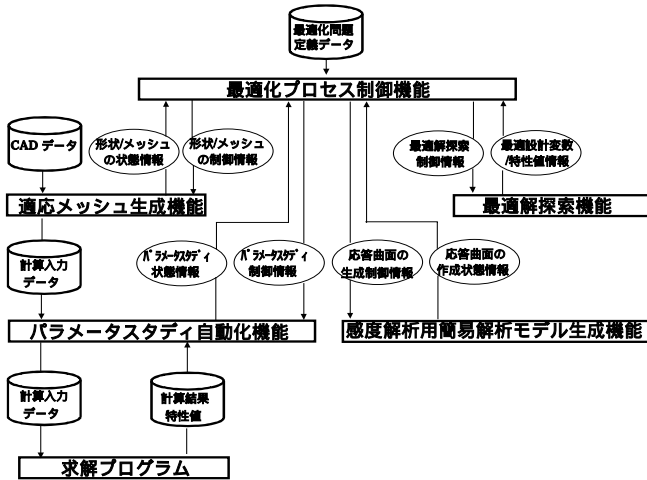 最適化問題
定義データ
最適化プロセス制御機能
CAD データ
形状/メッシュ
の状態情報
形状/メッシュ
の制御情報
最適解探索
制御情報
最適設計変数
/特性値情報
適応メッシュ生成機能
最適解探索機能
計算入力
データ
ﾊﾟﾗﾒｰﾀｽﾀﾃﾞｨ
状態情報
ﾊﾟﾗﾒｰﾀｽﾀﾃﾞｨ
制御情報
応答曲面の
生成制御情報
応答曲面の
作成状態情報
パラメータスタディ自動化機能
感度解析用簡易解析モデル生成機能
計算入力
データ
計算結果
特性値
求解プログラム